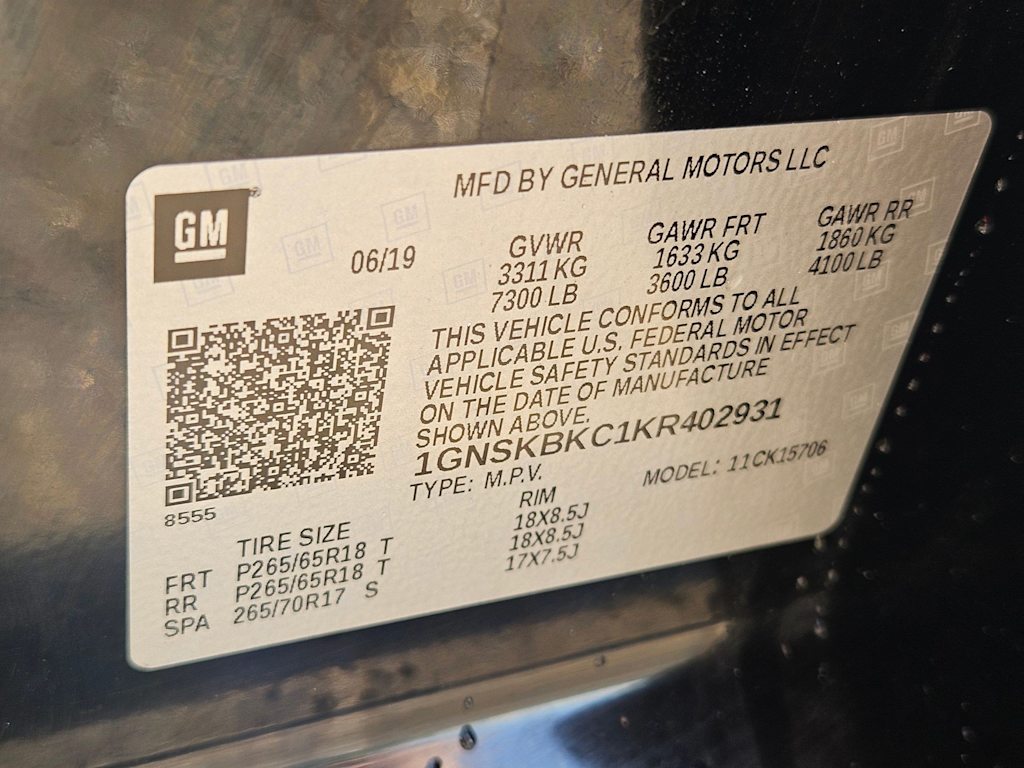 GM
MFD BY GENERAL MOTORS LLC
06/19
GVWR GAWR FRT GAWR RR
3311 KG 1633 KG 1860 KG
7300 LB 3600 LB 4100 LB
THIS VEHICLE CONFORMS TO ALL
APPLICABLE U.S. FEDERAL MOTOR
VEHICLE SAFETY STANDARDS IN EFFECT
ON THE DATE OF MANUFACTURE
SHOWN ABOVE.
1GNSKBKC1KR402931
TYPE: M.P.V. MODEL: 11CK15706
8555
TIRE SIZE RIM
FRT P265/65R18 T 18X8.5J
RR P265/65R18 T 18X8.5J
SPA 265/70R17 S 17X7.5J